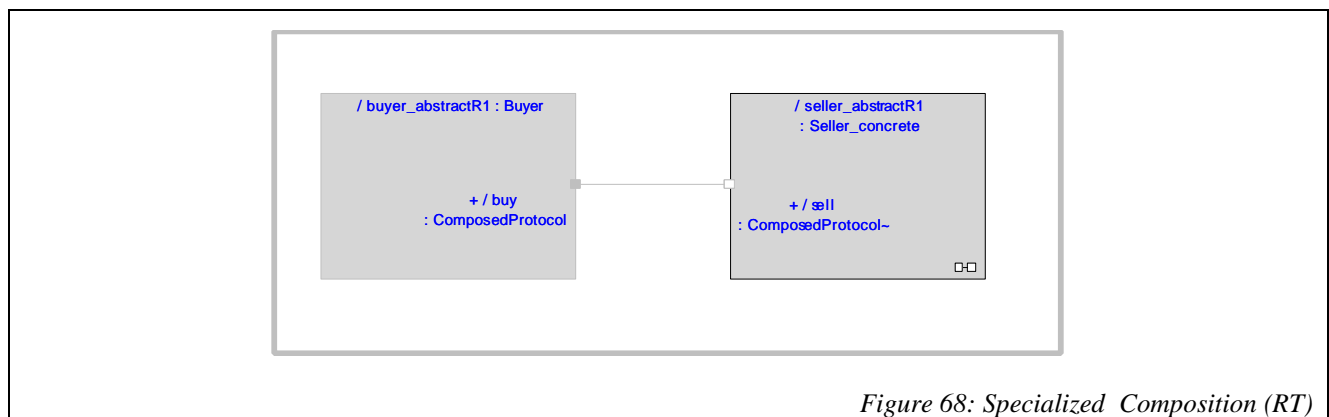 / buyer_abstractR1 : Buyer
+ / buy
: ComposedProtocol
/ seller_abstractR1
: Seller_concrete
+ / sell
: ComposedProtocol~
Figure 68: Specialized Composition (RT)